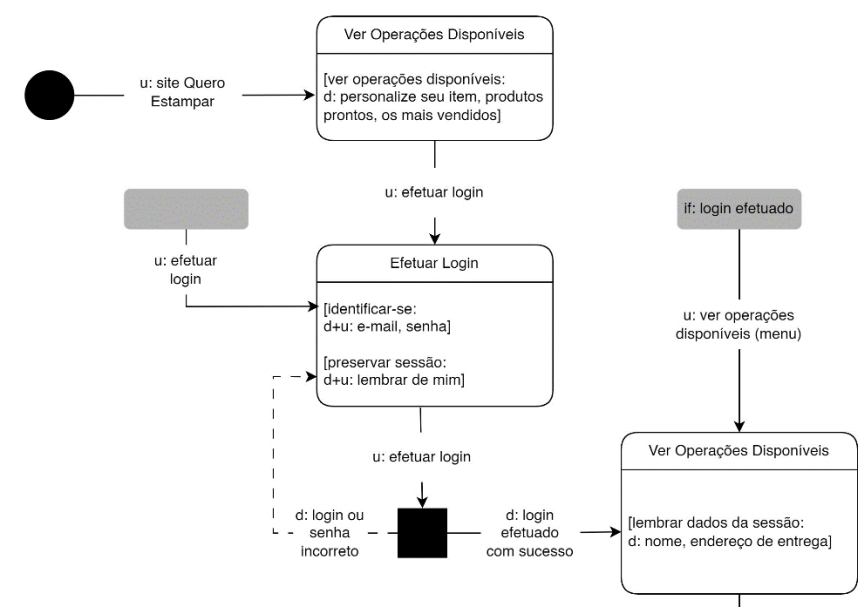 Ver Operações Disponíveis
[ver operações disponíveis:
d: personalize seu item, produtos
prontos, os mais vendidos]
u: site Quero
Estampar
u: efetuar login
if: login efetuado
u: efetuar
login
Efetuar Login
[identificar-se:
d+u: e-mail, senha]
[preservar sessão:
d+u: lembrar de mim]
u: ver operações
disponíveis (menu)
u: efetuar login
Ver Operações Disponíveis
[lembrar dados da sessão:
d: nome, endereço de entrega]
d: login ou
senha
incorreto
d: login
efetuado
com sucesso